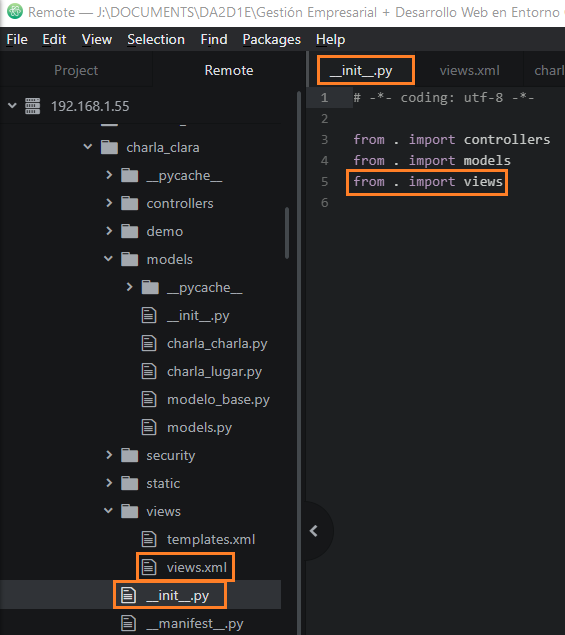 Remote — J:\DOCUMENTS\DA2D1E\Gestión Empresarial + Desarrollo Web en Entorno
File Edit View Selection Find Packages Help
Project Remote
192.168.1.55
charla_clara
__pycache__
controllers
demo
models
__pycache__
__init__.py
charla_charla.py
charla_lugar.py
modelo_base.py
models.py
security
static
views
templates.xml
views.xml
__init__.py
__manifest__.py
__init__.py views.xml charl
1 # -*- coding: utf-8 -*-
2
3 from . import controllers
4 from . import models
5 from . import views
6